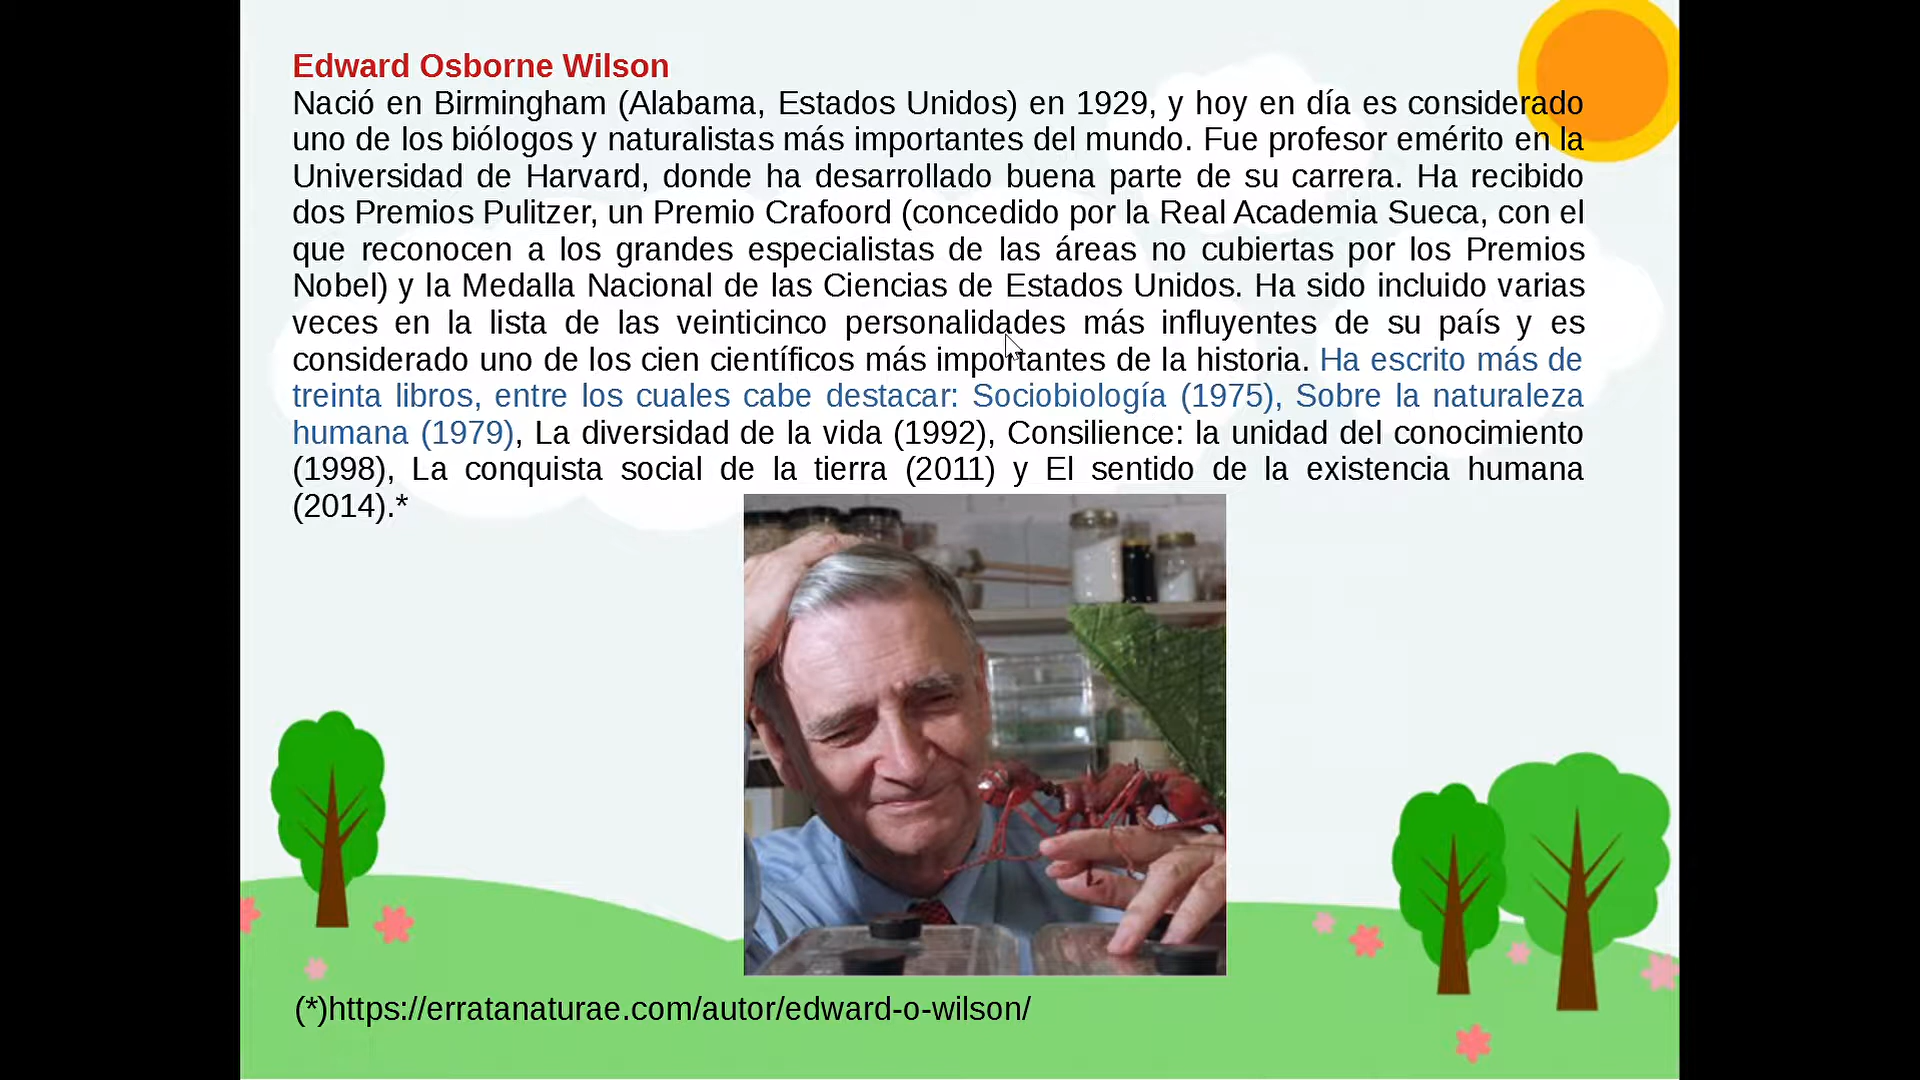 Edward Osborne Wilson
Nació en Birmingham (Alabama, Estados Unidos) en 1929, y hoy en día es considerado
uno de los biólogos y naturalistas más importantes del mundo. Fue profesor emérito en la
Universidad de Harvard, donde ha desarrollado buena parte de su carrera. Ha recibido
dos Premios Pulitzer, un Premio Crafoord (concedido por la Real Academia Sueca, con el
que reconocen a los grandes especialistas de las áreas no cubiertas por los Premios
Nobel) y la Medalla Nacional de las Ciencias de Estados Unidos. Ha sido incluido varias
veces en la lista de las veinticinco personalidades más influyentes de su país y es
considerado uno de los cien científicos más importantes de la historia. Ha escrito más de
treinta libros, entre los cuales cabe destacar: Sociobiología (1975), Sobre la naturaleza
humana (1979), La diversidad de la vida (1992), Consilience: la unidad del conocimiento
(1998), La conquista social de la tierra (2011) y El sentido de la existencia humana
(2014).*
(*)https://erratanaturae.com/autor/edward-o-wilson/